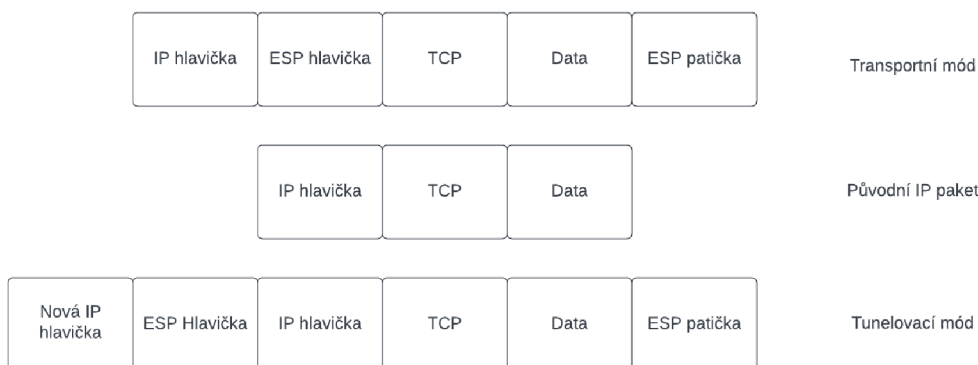 IP hlavička ESP hlavička TCP Data ESP patička Transportní mód
IP hlavička TCP Data Původní IP paket
Nová IP
hlavička ESP Hlavička IP hlavička TCP Data ESP patička Tunelovací mód